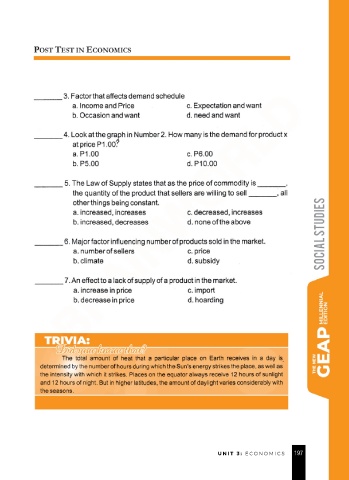 POST TEST IN ECONOMICS
_______ 3. Factor that affects demand schedule
a. Income and Price c. Expectation and want
b. Occasion and want d. need and want
_______ 4. Look at the graph in Number 2. How many is the demand for product x
at price P1.00?
a. P1.00 c. P6.00
b. P5.00 d. P10.00
_______ 5. The Law of Supply states that as the price of commodity is _______,
the quantity of the product that sellers are willing to sell _______, all
other things being constant.
a. increased, increases c. decreased, increases
b. increased, decreases d. none of the above
_______ 6. Major factor influencing number of products sold in the market.
a. number of sellers c. price
b. climate d. subsidy
_______ 7. An effect to a lack of supply of a product in the market.
a. increase in price c. import
b. decrease in price d. hoarding
TRIVIA:
Did you know that?
The total amount of heat that a particular place on Earth receives in a day is
determined by the number of hours during which the Sun's energy strikes the place, as well as
the intensity with which it strikes. Places on the equator always receive 12 hours of sunlight
and 12 hours of night. But in higher latitudes, the amount of daylight varies considerably with
the seasons.
SOCIAL STUDIES
THE NEW GEAP MILLENNIAL EDITION
UNIT 3: ECONOMICS 197